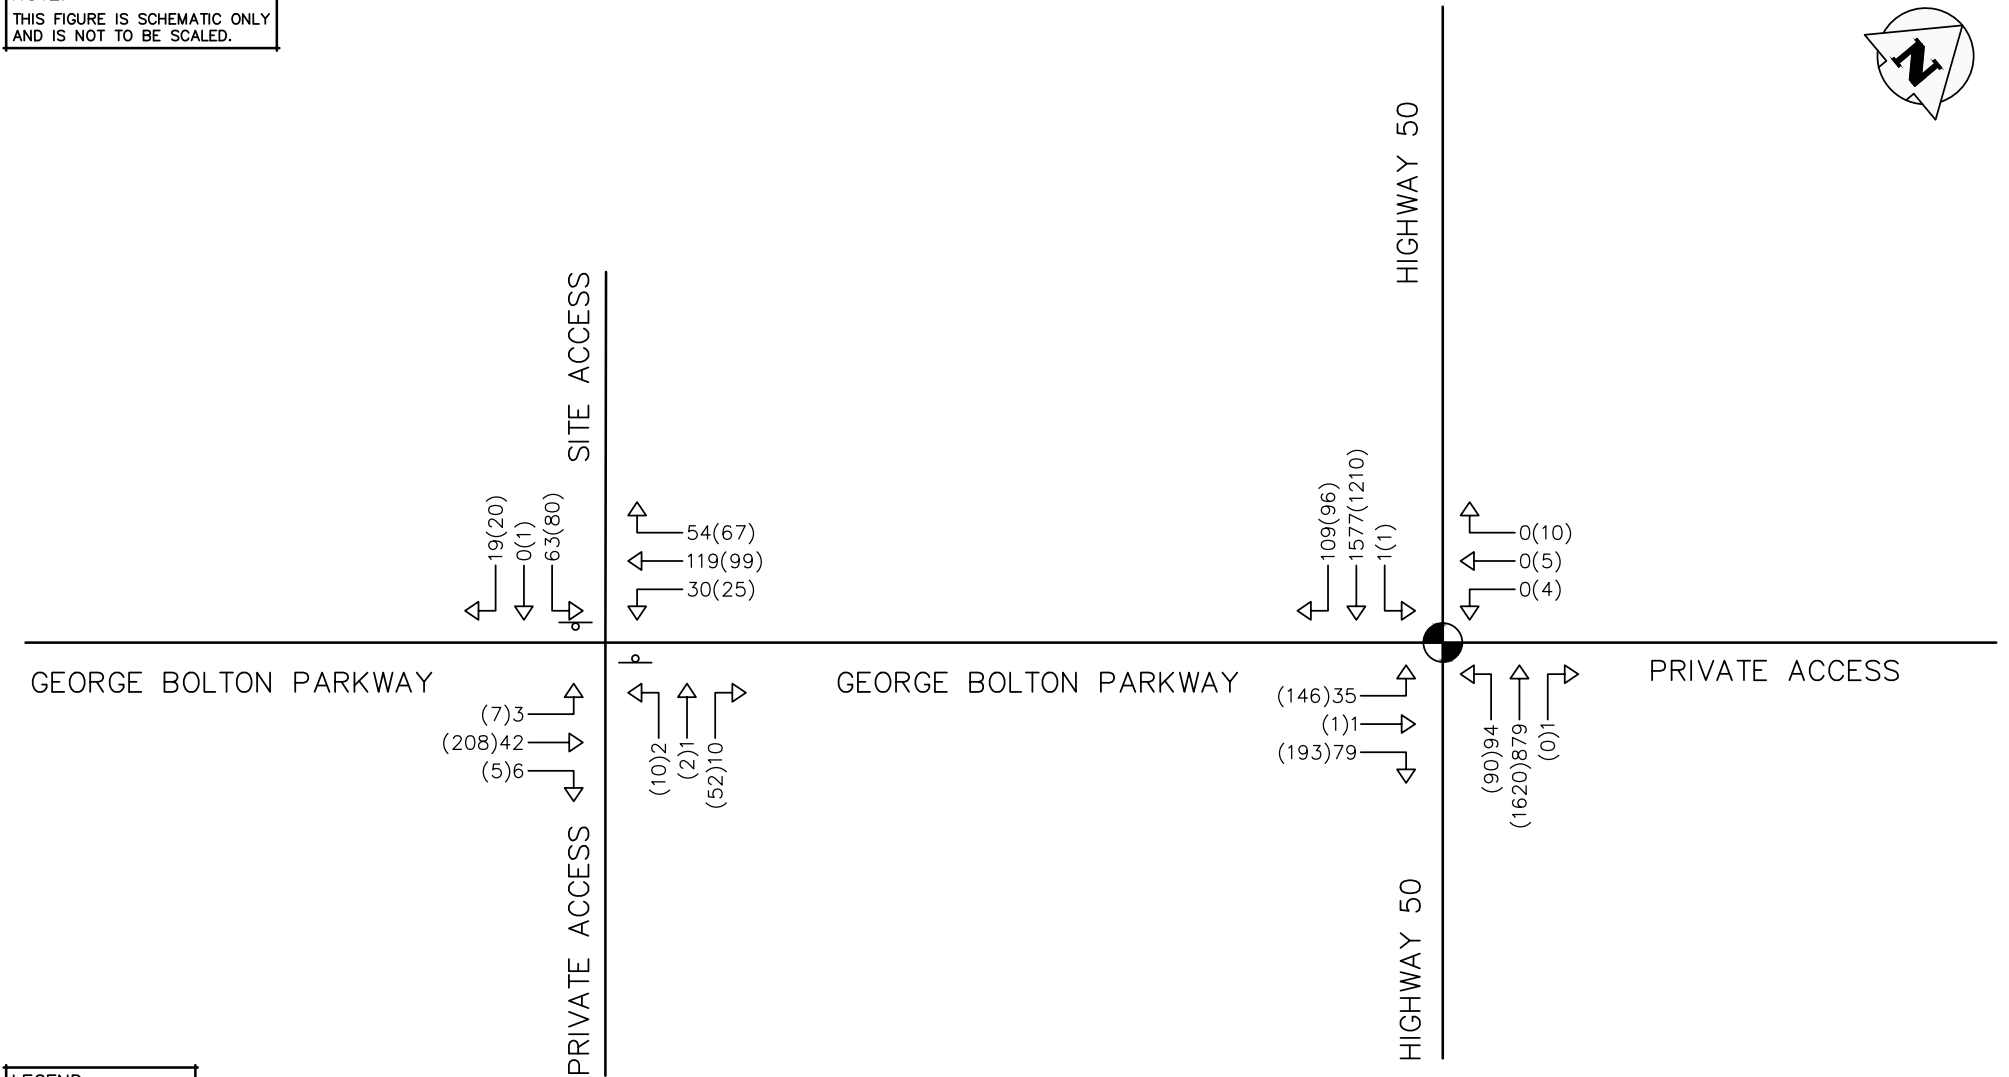 THIS FIGURE IS SCHEMATIC ONLY
AND IS NOT TO BE SCALED.
N
HIGHWAY 50
SITE ACCESS
19(20)
0(1)
63(80)
54(67)
119(99)
30(25)
109(96)
1577(1210)
1(1)
0(10)
0(5)
0(4)
GEORGE BOLTON PARKWAY
GEORGE BOLTON PARKWAY
PRIVATE ACCESS
(7)3
(208)42
(5)6
(10)2
(2)1
(52)10
(146)35
(1)1
(193)79
(90)94
(1620)879
(0)1
PRIVATE ACCESS
HIGHWAY 50